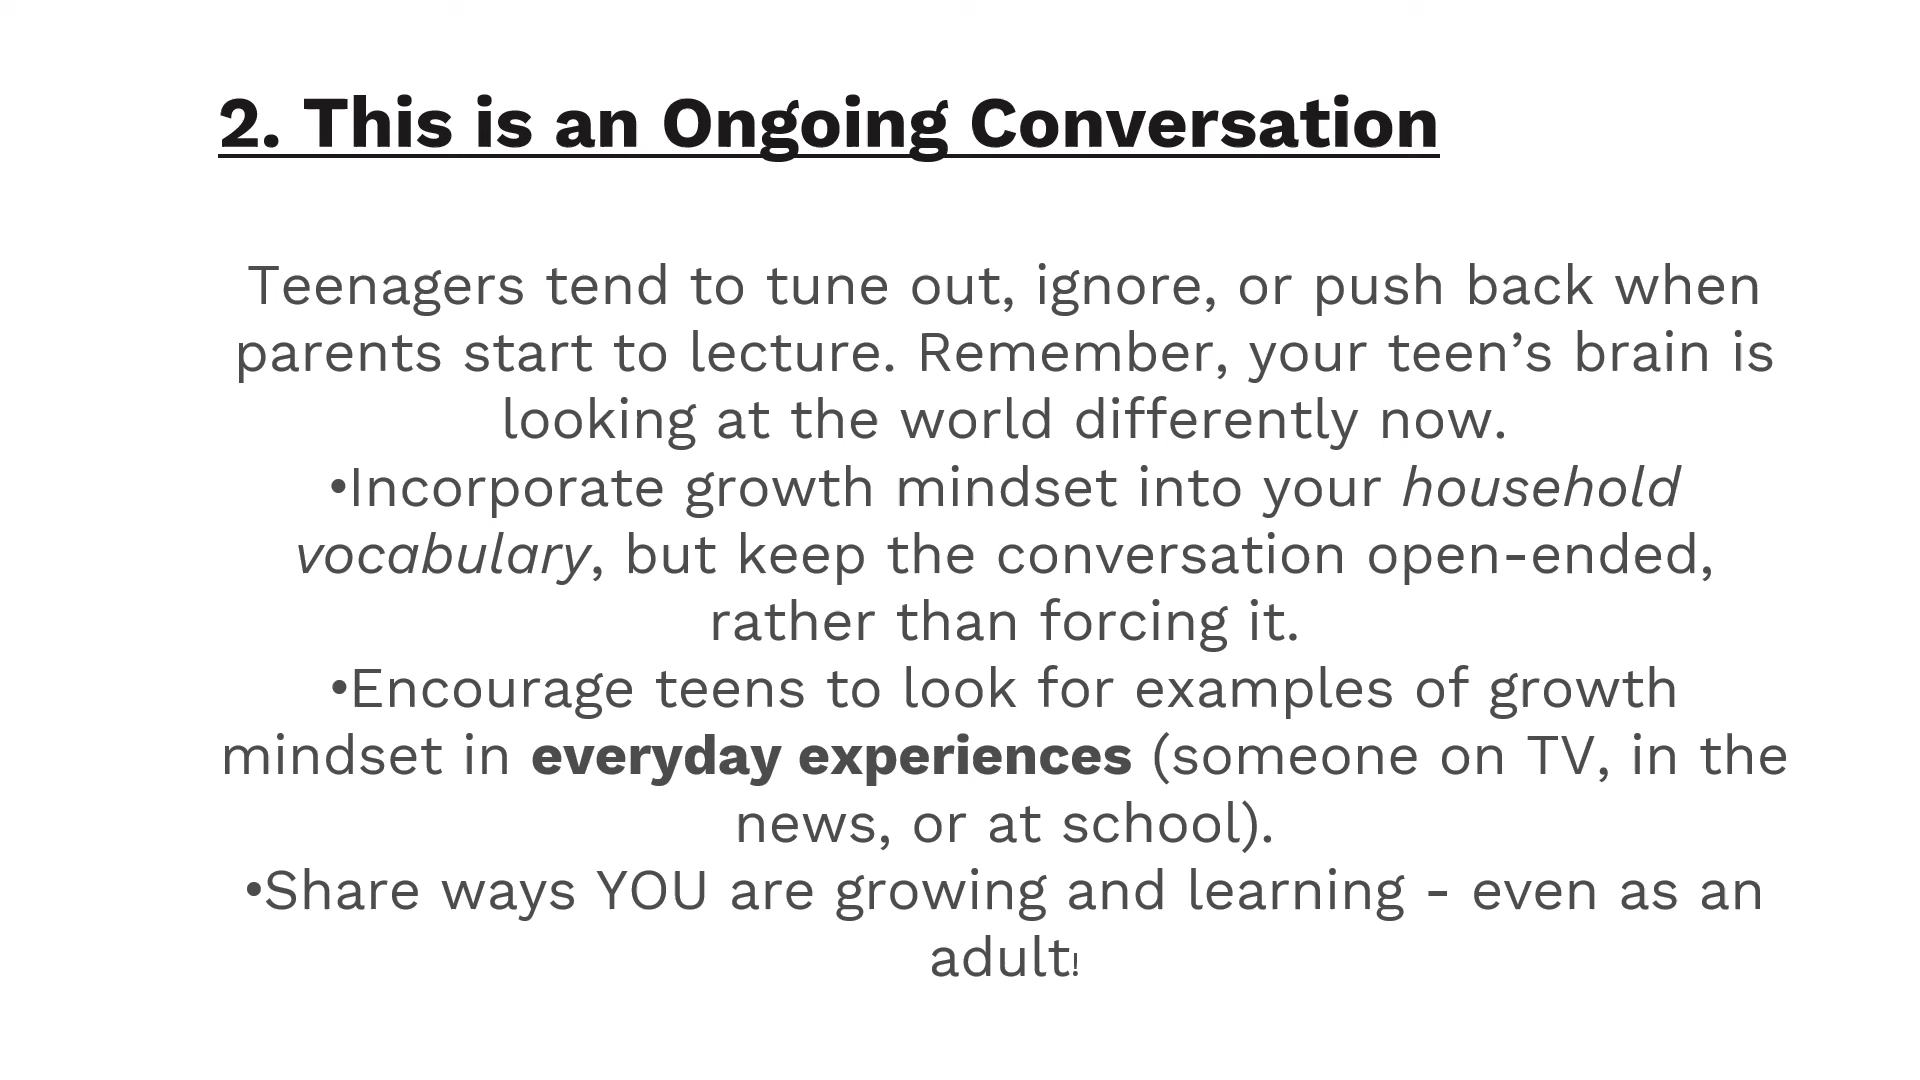 2. This is an Ongoing Conversation
Teenagers tend to tune out, ignore, or push back when
parents start to lecture. Remember, your teen’s brain is
looking at the world differently now.
•Incorporate growth mindset into your household
vocabulary, but keep the conversation open-ended,
rather than forcing it.
•Encourage teens to look for examples of growth
mindset in everyday experiences (someone on TV, in the
news, or at school).
•Share ways YOU are growing and learning - even as an
adult!